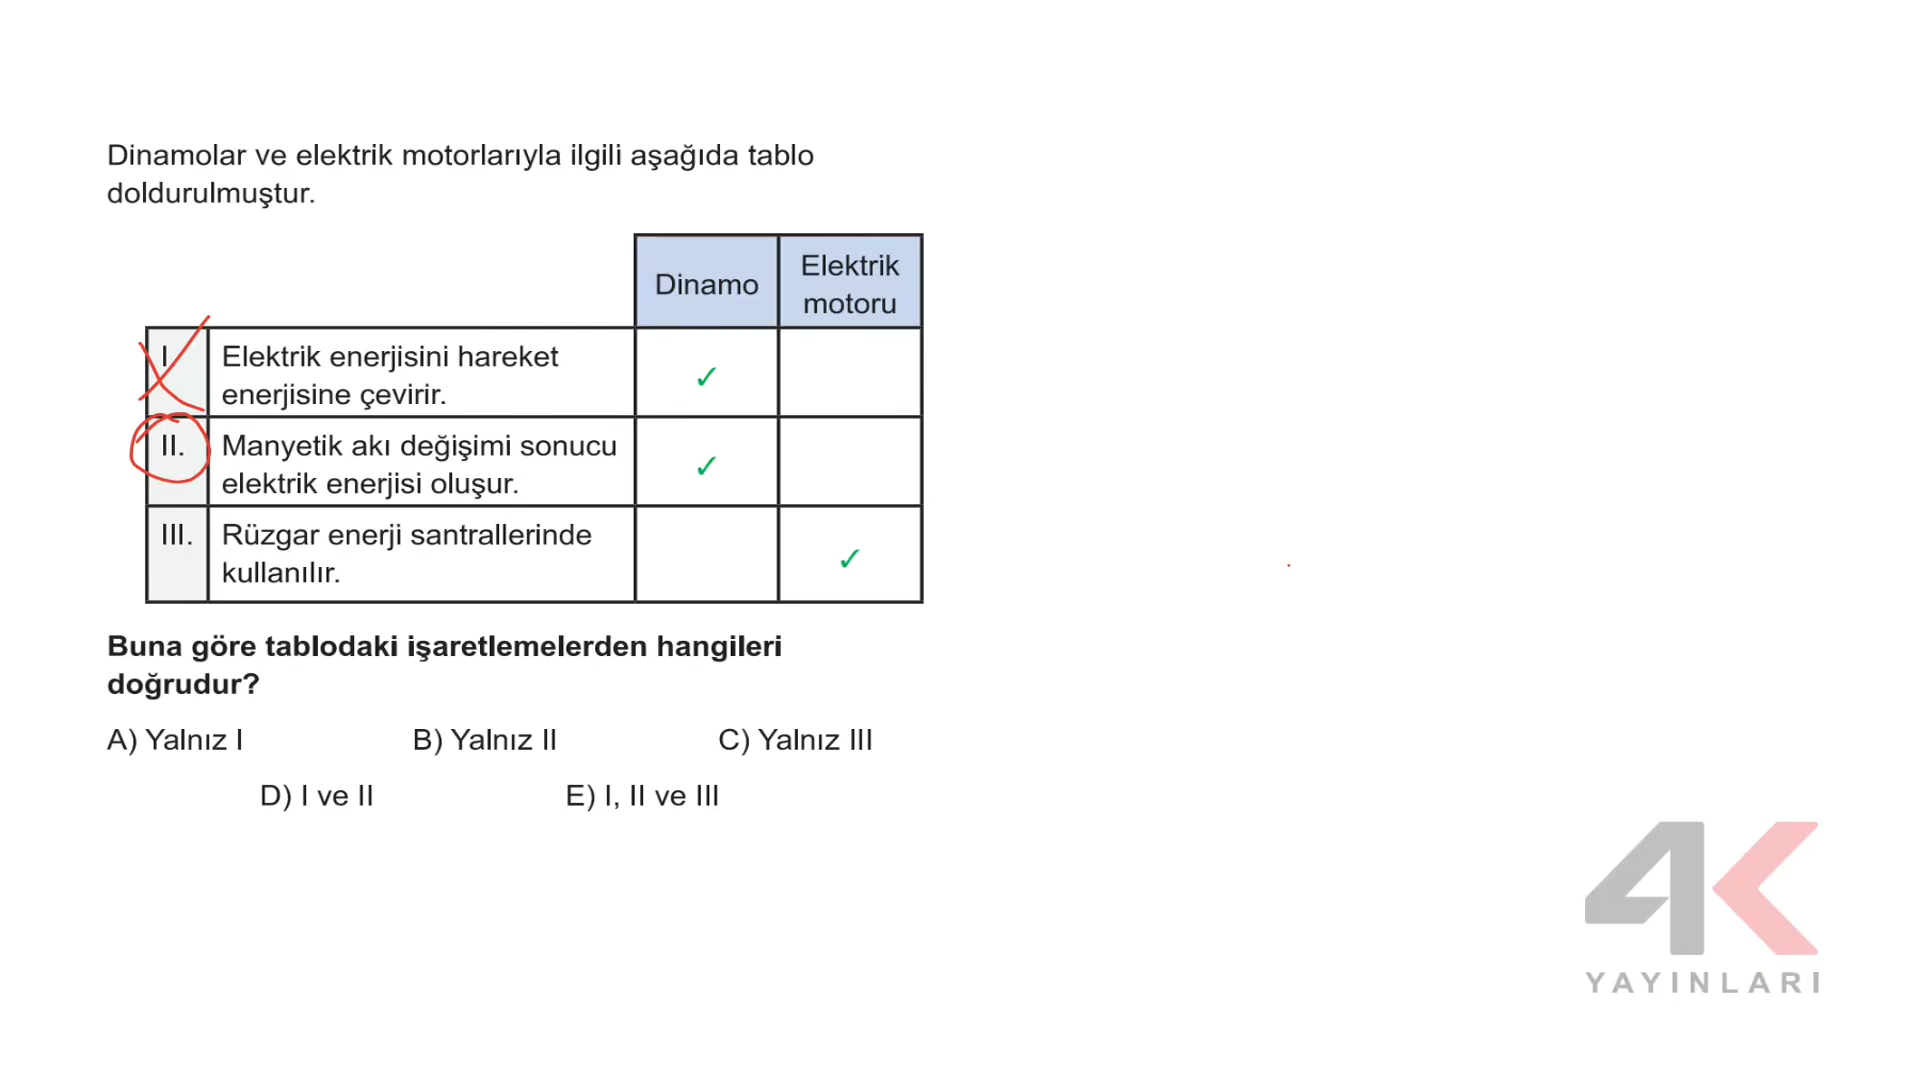 Dinamolar ve elektrik motorlarıyla ilgili aşağıda tablo
doldurulmuştur.
Dinamo
Elektrik
motoru
I
Elektrik enerjisini hareket
enerjisine çevirir.
✓
II.
Manyetik akı değişimi sonucu
elektrik enerjisi oluşur.
✓
III.
Rüzgar enerji santrallerinde
kullanılır.
✓
Buna göre tablodaki işaretlemelerden hangileri
doğrudur?
A) Yalnız I B) Yalnız II C) Yalnız III
D) I ve II E) I, II ve III
4K
YAYINLARI